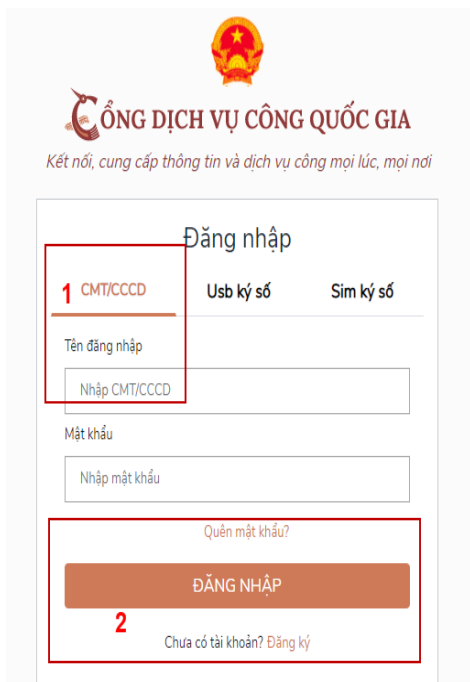 CỔNG DỊCH VỤ CÔNG QUỐC GIA
Kết nối, cung cấp thông tin và dịch vụ công mọi lúc, mọi nơi
Đăng nhập
1 CMT/CCCD Usb ký số Sim ký số
Tên đăng nhập
Nhập CMT/CCCD
Mật khẩu
Nhập mật khẩu
Quên mật khẩu?
ĐĂNG NHẬP
2
Chưa có tài khoản? Đăng ký